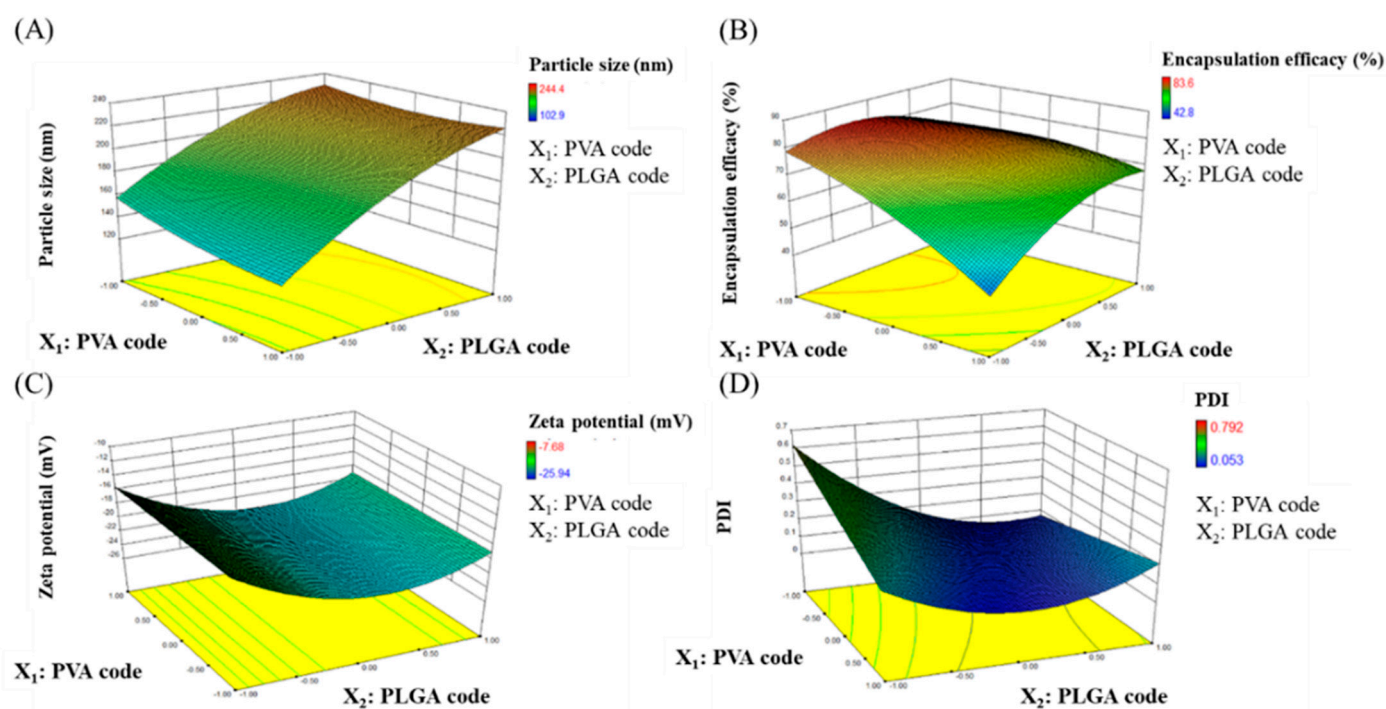 (A)
Particle size (nm)
244.4
102.9
X1: PVA code
X2: PLGA code
Particle size (nm)
240
220
200
180
160
140
120
-1.00
-0.50
0.00
0.50
1.00
-1.00
-0.50
0.00
0.50
1.00
X1: PVA code
X2: PLGA code
(B)
Encapsulation efficacy (%)
83.6
42.8
X1: PVA code
X2: PLGA code
Encapsulation efficacy (%)
90
80
70
60
50
40
-1.00
-0.50
0.00
0.50
1.00
-1.00
-0.50
0.00
0.50
1.00
X1: PVA code
X2: PLGA code
(C)
Zeta potential (mV)
-7.68
-25.94
X1: PVA code
X2: PLGA code
Zeta potential (mV)
-10
-12
-14
-16
-18
-20
-22
-24
-26
1.00
0.50
0.00
-0.50
-1.00
-1.00
-0.50
0.00
0.50
1.00
X1: PVA code
X2: PLGA code
(D)
PDI
0.792
0.053
X1: PVA code
X2: PLGA code
PDI
0.7
0.6
0.5
0.4
0.3
0.2
0.1
0
-1.00
-0.50
0.00
0.50
1.00
-1.00
-0.50
0.00
0.50
1.00
X1: PVA code
X2: PLGA code